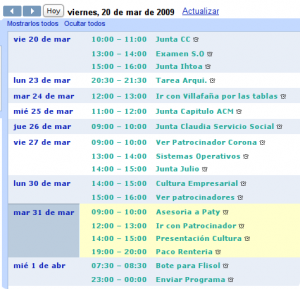 Hoy viernes, 20 de mar de 2009 Actualizar
Mostrarlos todos Ocultar todos
vie 20 de mar 10:00 – 11:00 Junta CC
13:00 – 14:00 Examen S.O
15:00 – 16:00 Junta Ihtoa
lun 23 de mar 20:30 – 21:30 Tarea Arqui.
mar 24 de mar 12:00 – 13:00 Ir con Villafaña por las tablas
mié 25 de mar 11:00 – 12:00 Junta Capitulo ACM
jue 26 de mar 09:00 – 10:00 Junta Claudia Servicio Social
vie 27 de mar 09:00 – 10:00 Ver Patrocinador Corona
13:00 – 14:00 Sistemas Operativos
14:00 – 15:00 Junta Julio
lun 30 de mar 14:00 – 15:00 Cultura Empresarial
15:00 – 16:00 Ver patrocinadores
mar 31 de mar 09:00 – 10:00 Asesoria a Paty
12:00 – 13:00 Ir con Patrocinador
14:00 – 15:00 Presentación Cultura
19:00 – 20:00 Paco Renteria
mié 1 de abr 07:30 – 08:30 Bote para Flisol
23:00 – 00:00 Enviar Programa